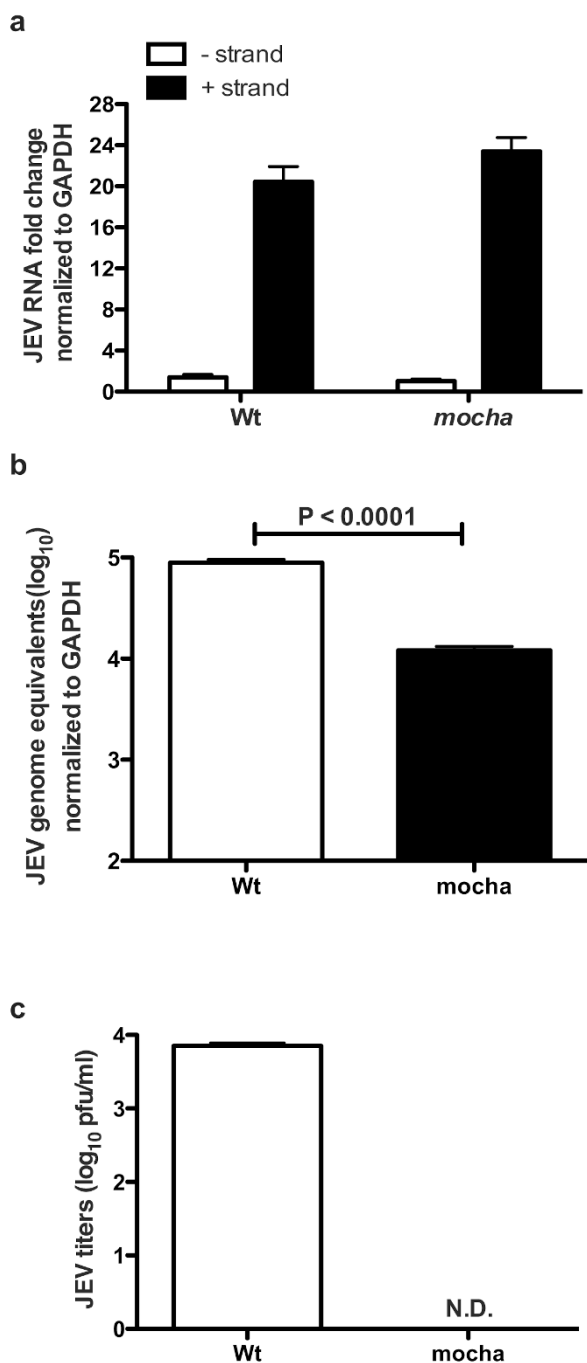 a
- strand
+ strand
JEV RNA fold change
normalized to GAPDH
28
24
20
16
12
8
4
0
Wt
mocha
b
P < 0.0001
JEV genome equivalents(log10)
normalized to GAPDH
5
4
3
2
Wt
mocha
c
JEV titers (log10 pfu/ml)
4
3
2
1
0
N.D.
Wt
mocha